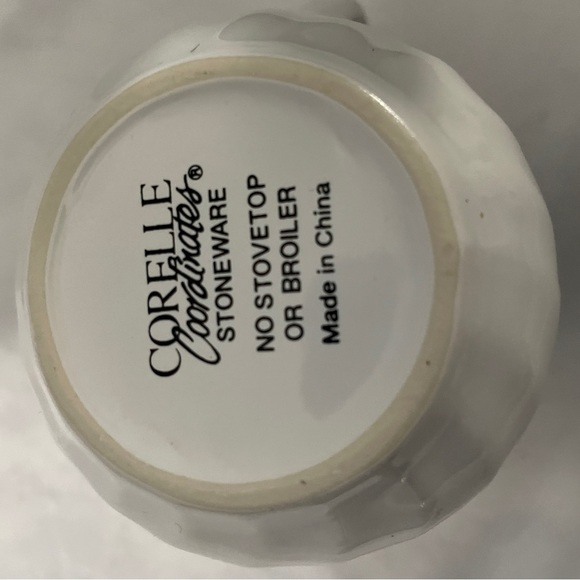 CORELLE
Coordinates®
STONEWARE
NO STOVETOP
OR BROILER
Made in China